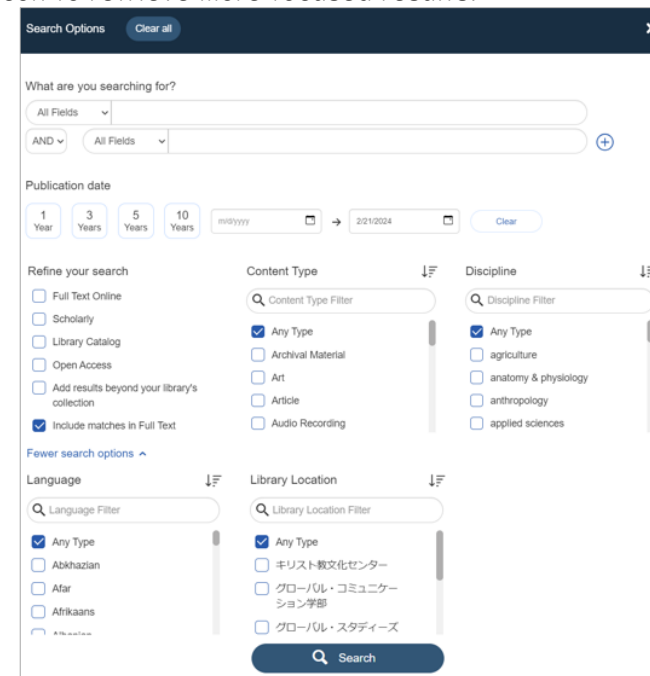 Search Options Clear all
What are you searching for?
All Fields
AND All Fields
Publication date
1 Year 3 Years 5 Years 10 Years m/d/yyyy → 2/21/2024 Clear
Refine your search
Full Text Online
Scholarly
Library Catalog
Open Access
Add results beyond your library's
collection
Include matches in Full Text
Content Type
Content Type Filter
Any Type
Archival Material
Art
Article
Audio Recording
Discipline
Discipline Filter
Any Type
agriculture
anatomy & physiology
anthropology
applied sciences
Fewer search options
Language
Language Filter
Any Type
Abkhazian
Afar
Afrikaans
Library Location
Library Location Filter
Any Type
キリスト教文化センター
グローバル・コミュニケー
ション学部
グローバル・スタディーズ
Search